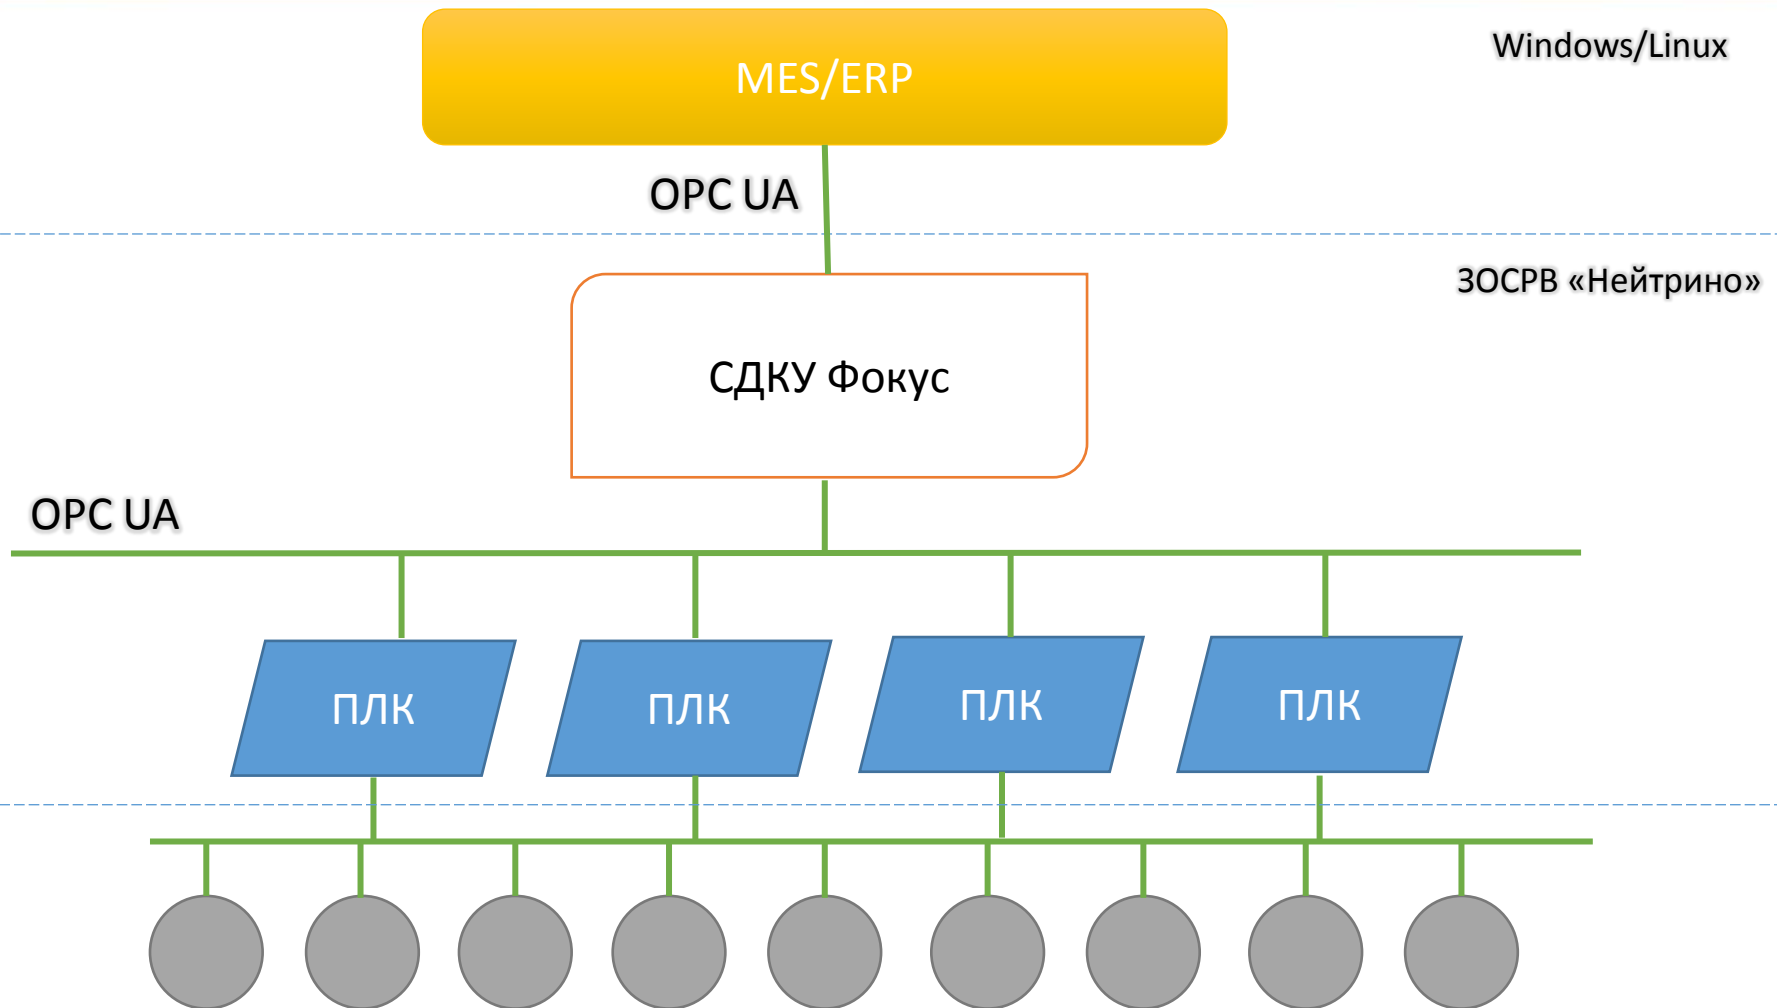 Windows/Linux
MES/ERP
OPC UA
ЗОСРВ «Нейтрино»
СДКУ Фокус
OPC UA
ПЛК
ПЛК
ПЛК
ПЛК